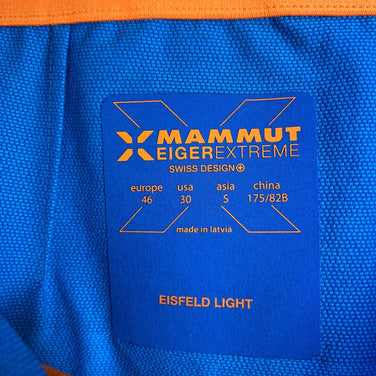 MAMMUT
EIGEREXTREME
SWISS DESIGN
europe usa asia china
46 30 S 175/82B
made in latvia
EISFELD LIGHT